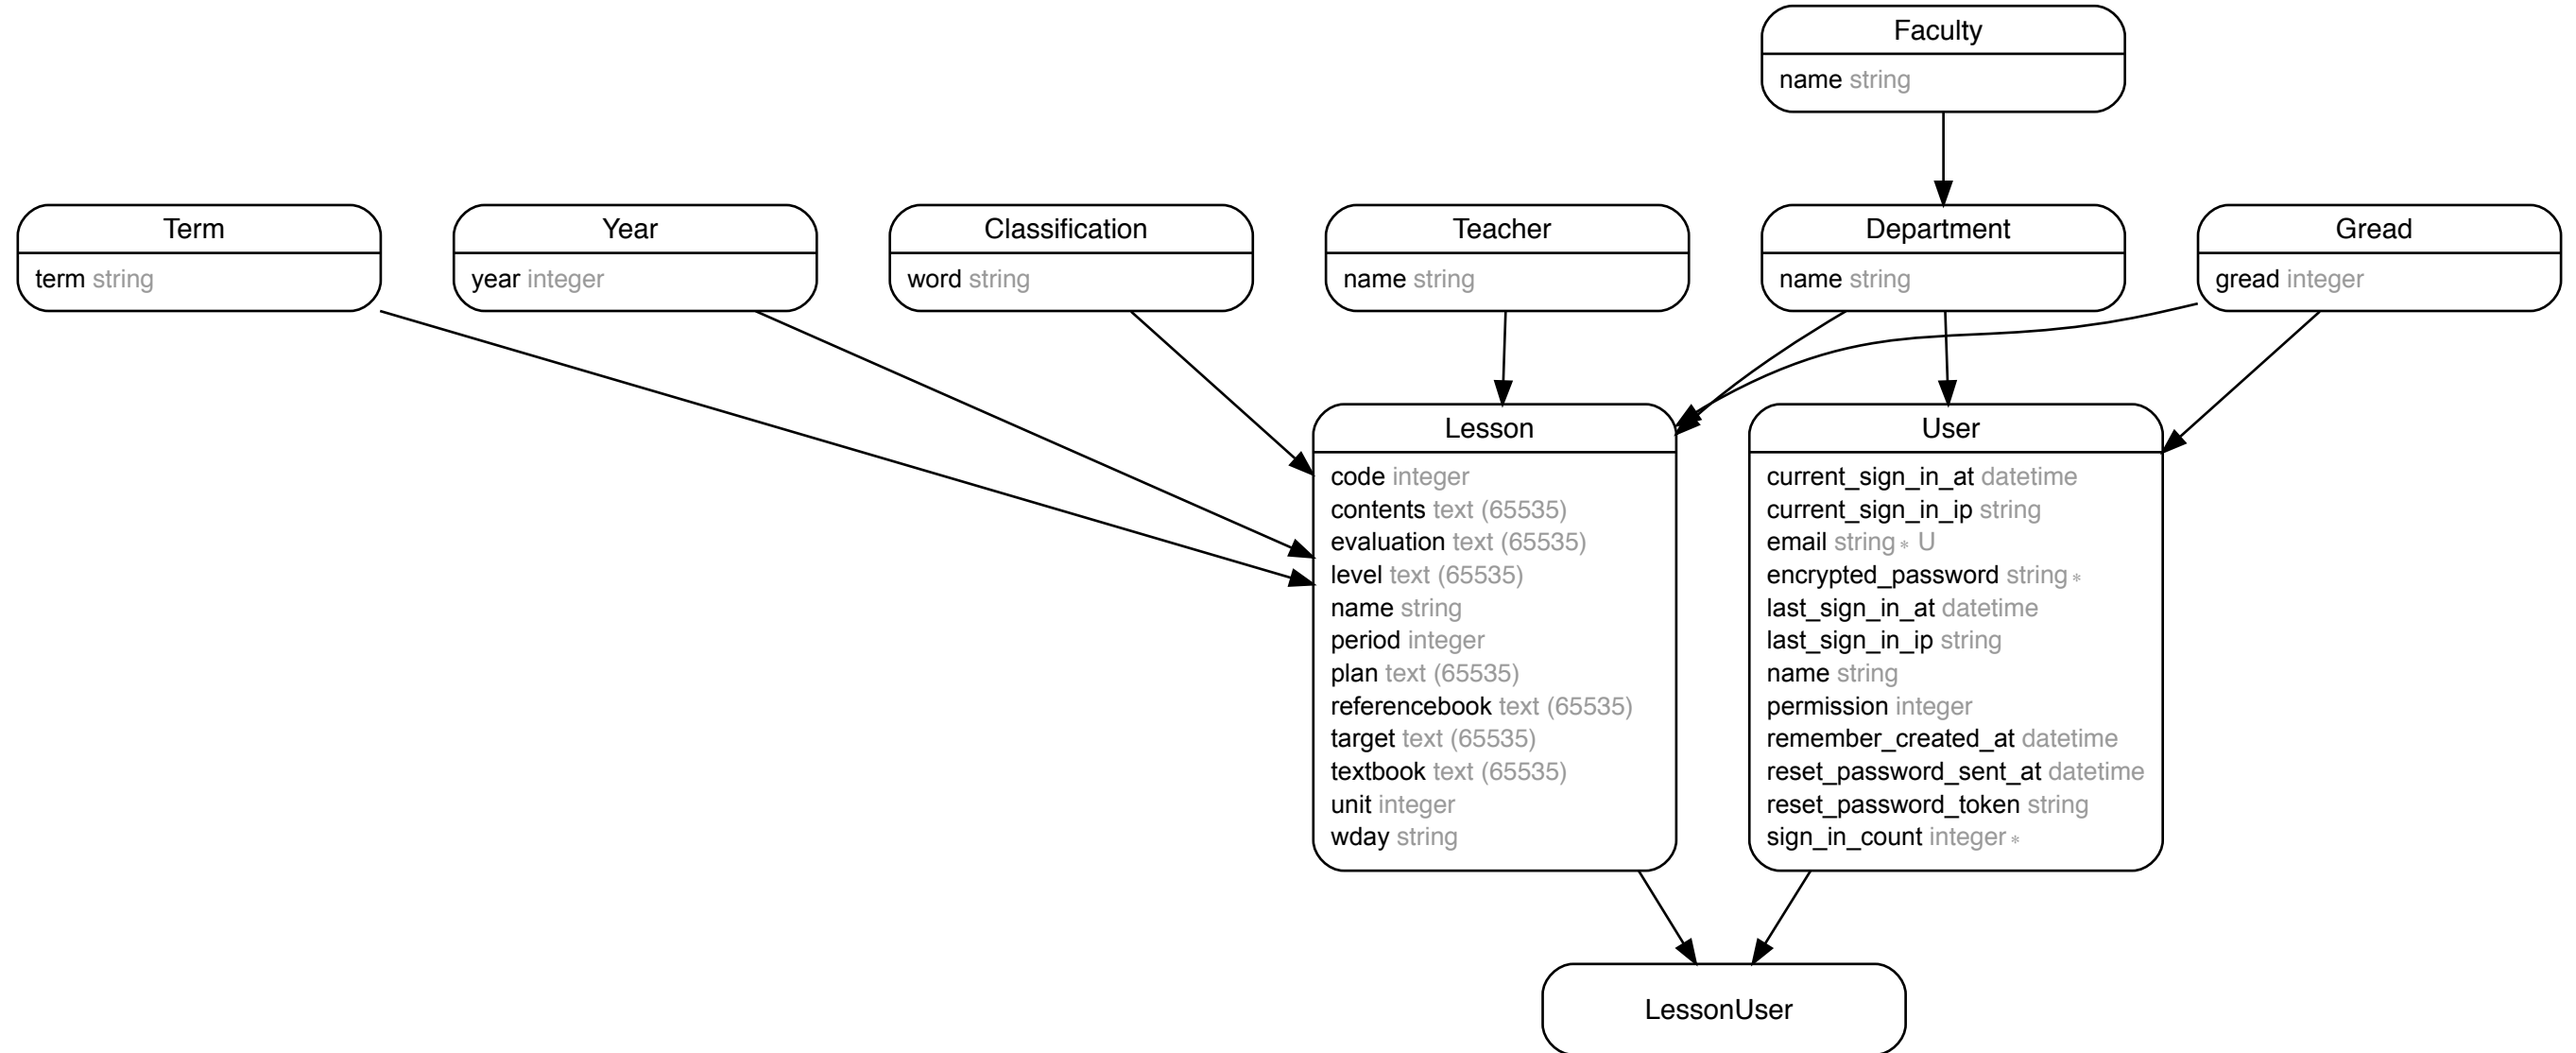 Faculty
name string
Term
term string
Year
year integer
Classification
word string
Teacher
name string
Department
name string
Gread
gread integer
Lesson
code integer
contents text (65535)
evaluation text (65535)
level text (65535)
name string
period integer
plan text (65535)
referencebook text (65535)
target text (65535)
textbook text (65535)
unit integer
wday string
User
current_sign_in_at datetime
current_sign_in_ip string
email string* U
encrypted_password string*
last_sign_in_at datetime
last_sign_in_ip string
name string
permission integer
remember_created_at datetime
reset_password_sent_at datetime
reset_password_token string
sign_in_count integer*
LessonUser